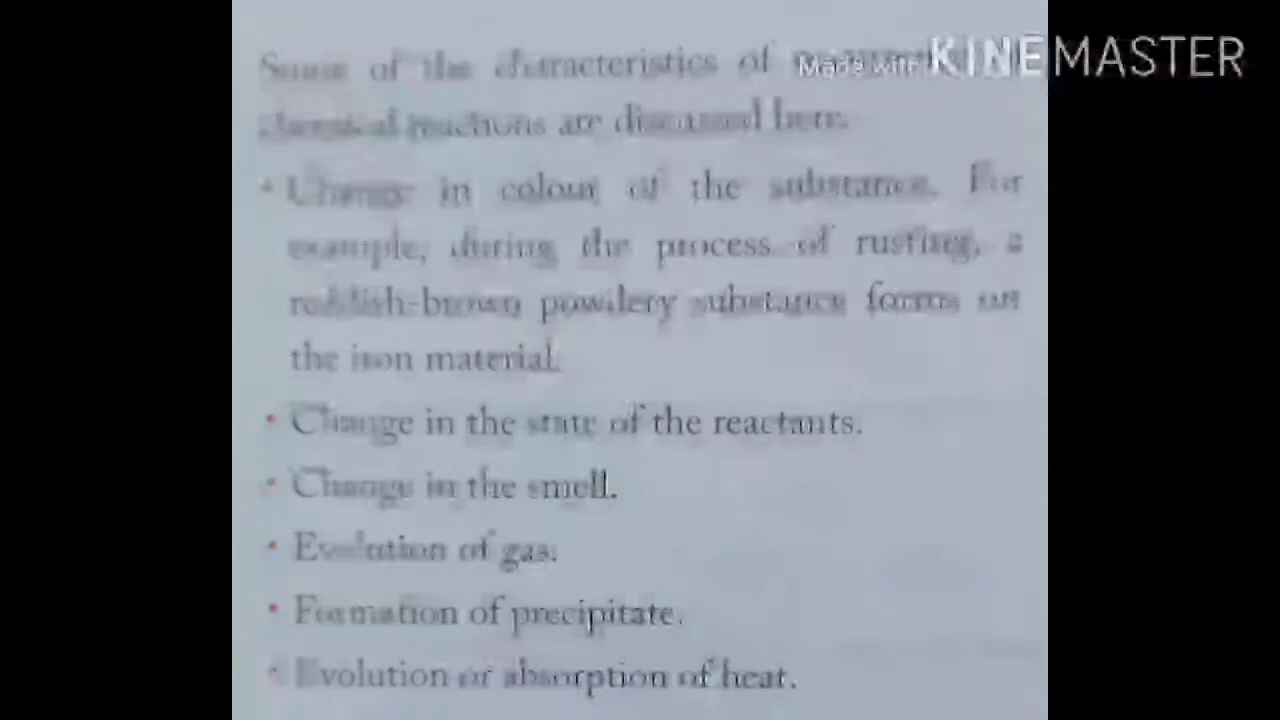 Some of the characteristics of
Made with KINEMASTER
chemical reactions are discussed here.
• Change in colour of the substance. For
example, during the process of rusting, a
reddish-brown powdery substance forms on
the iron material.
• Change in the state of the reactants.
• Change in the smell.
• Evolution of gas.
• Formation of precipitate.
• Evolution or absorption of heat.